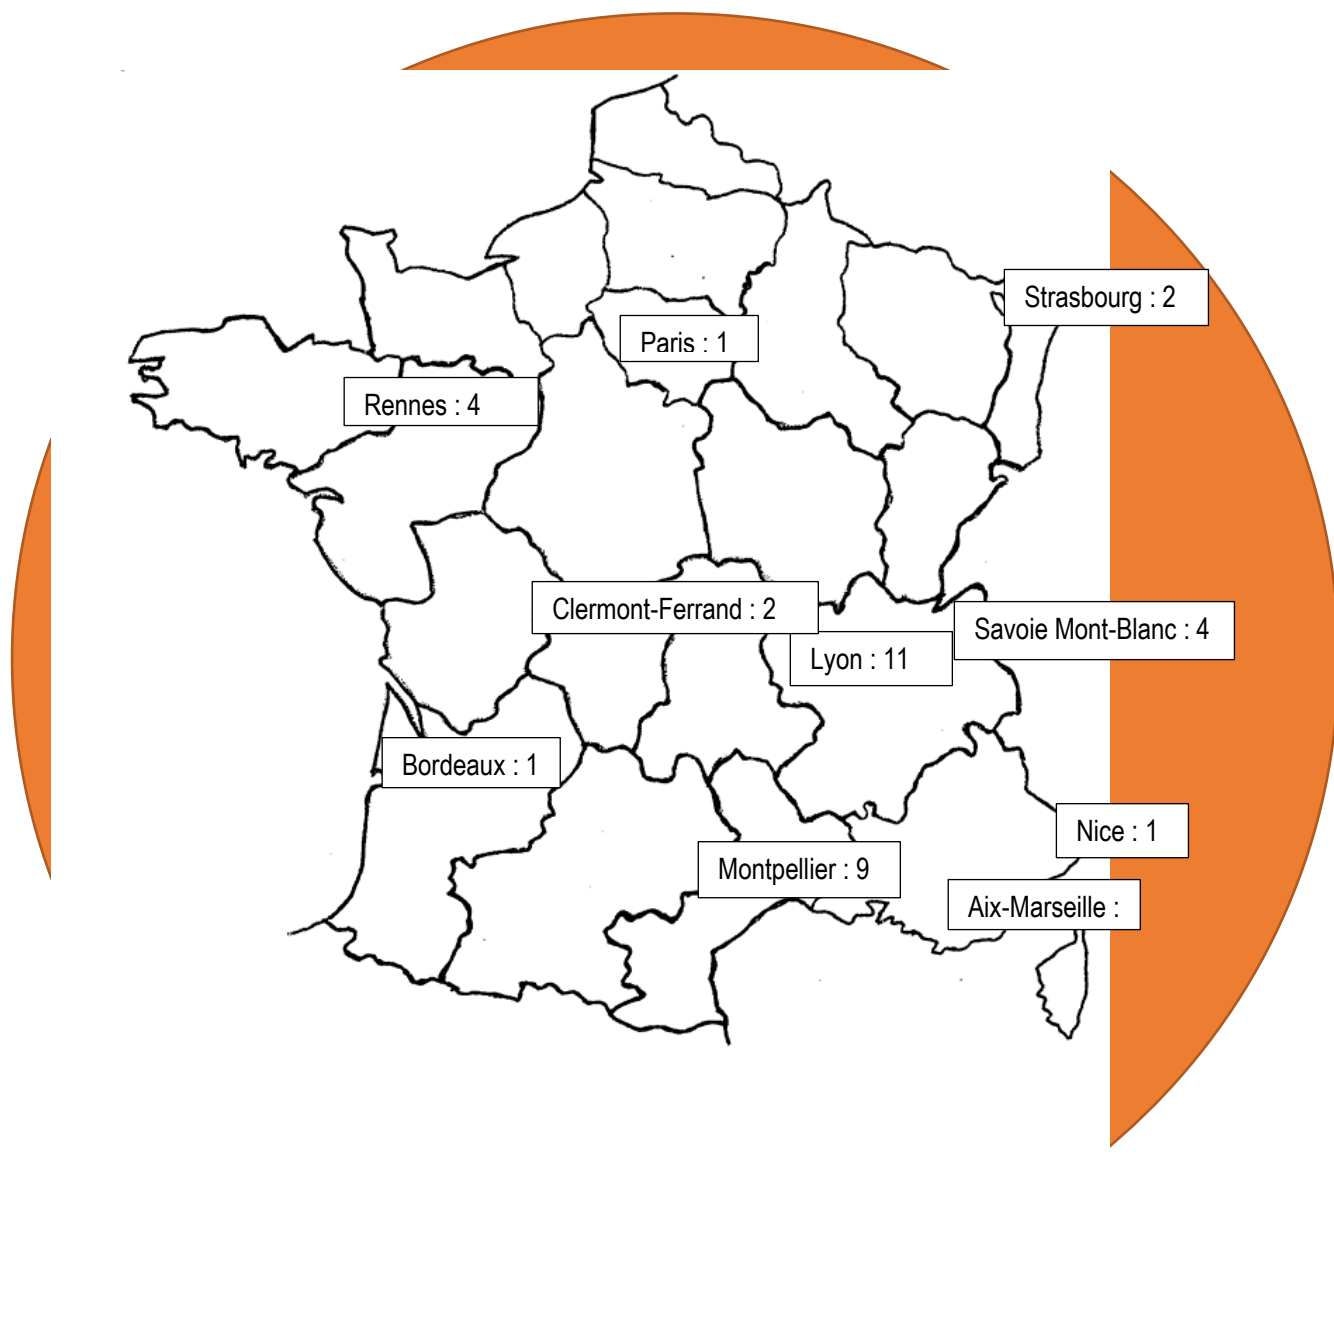 Strasbourg : 2
Paris : 1
Rennes : 4
Clermont-Ferrand : 2
Savoie Mont-Blanc : 4
Lyon : 11
Bordeaux : 1
Nice : 1
Montpellier : 9
Aix-Marseille :